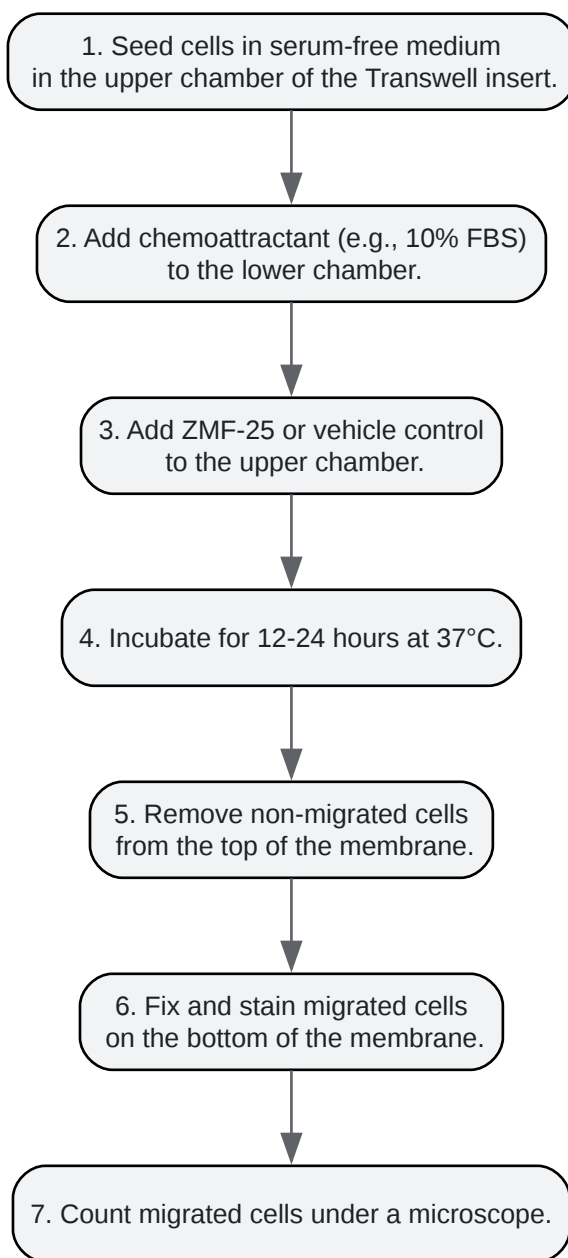 1. Seed cells in serum-free medium
in the upper chamber of the Transwell insert.
2. Add chemoattractant (e.g., 10% FBS)
to the lower chamber.
3. Add ZMF-25 or vehicle control
to the upper chamber.
4. Incubate for 12-24 hours at 37°C.
5. Remove non-migrated cells
from the top of the membrane.
6. Fix and stain migrated cells
on the bottom of the membrane.
7. Count migrated cells under a microscope.